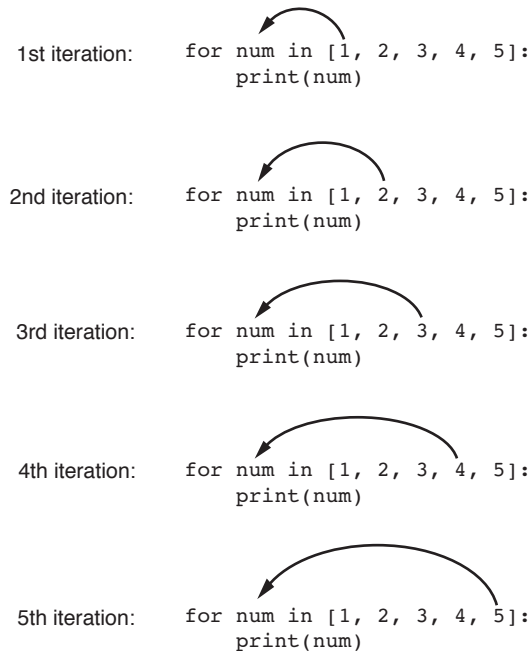 1st iteration: for num in [1, 2, 3, 4, 5]:
print(num)
2nd iteration: for num in [1, 2, 3, 4, 5]:
print(num)
3rd iteration: for num in [1, 2, 3, 4, 5]:
print(num)
4th iteration: for num in [1, 2, 3, 4, 5]:
print(num)
5th iteration: for num in [1, 2, 3, 4, 5]:
print(num)